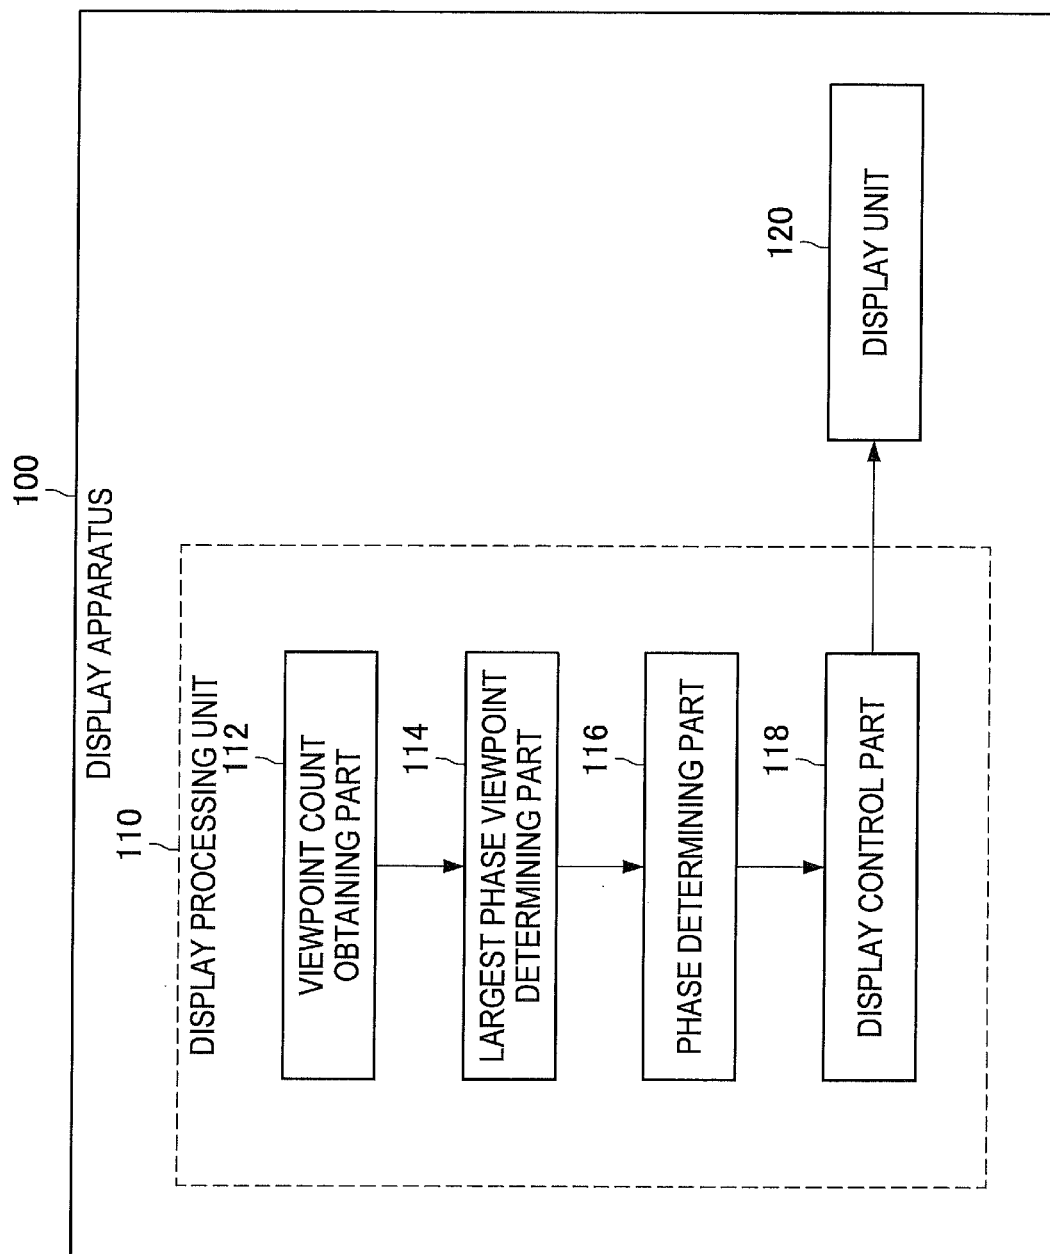 100
DISPLAY APPARATUS
110
DISPLAY PROCESSING UNIT
112
VIEWPOINT COUNT
OBTAINING PART
114
LARGEST PHASE VIEWPOINT
DETERMINING PART
116
PHASE DETERMINING PART
118
DISPLAY CONTROL PART
120
DISPLAY UNIT